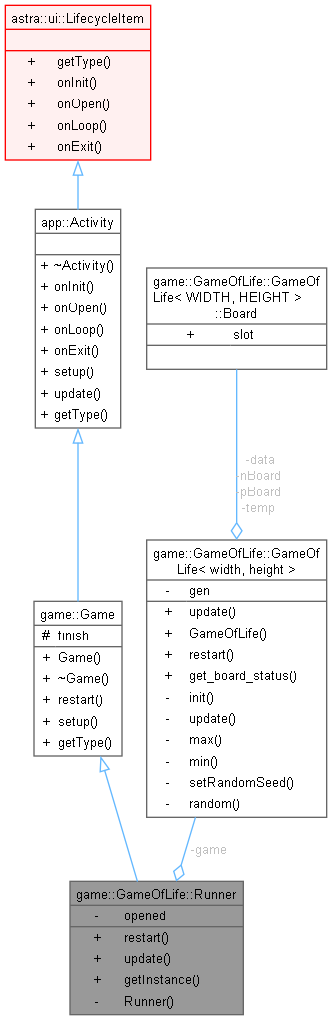 astra::ui::LifecycleItem
+ getType()
+ onInit()
+ onOpen()
+ onLoop()
+ onExit()
app::Activity
+ ~Activity()
+ onInit()
+ onOpen()
+ onLoop()
+ onExit()
+ setup()
+ update()
+ getType()
game::GameOfLife::GameOf
Life< WIDTH, HEIGHT >
::Board
+ slot
-data
-nBoard
-pBoard
-temp
game::GameOfLife::GameOf
Life< width, height >
- gen
+ update()
+ GameOfLife()
+ restart()
+ get_board_status()
- init()
- update()
- max()
- min()
- setRandomSeed()
- random()
game::Game
# finish
+ Game()
+ ~Game()
+ restart()
+ setup()
+ getType()
-game
game::GameOfLife::Runner
- opened
+ restart()
+ update()
+ getInstance()
- Runner()